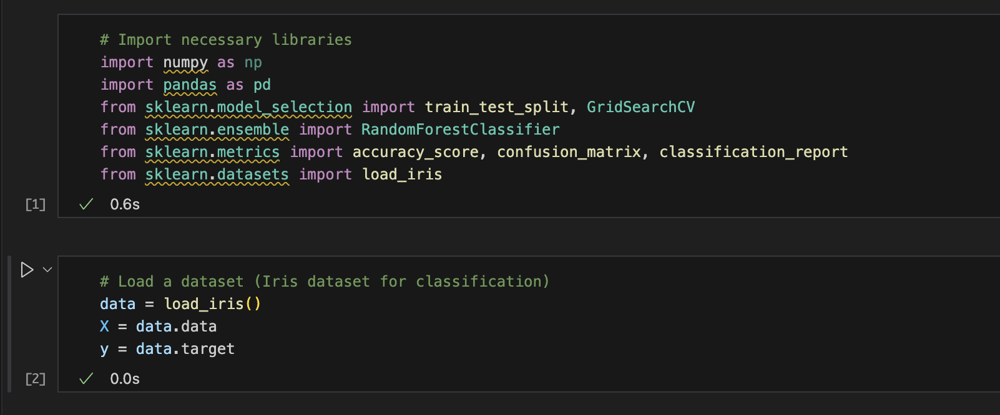 # Import necessary libraries
import numpy as np
import pandas as pd
from sklearn.model_selection import train_test_split, GridSearchCV
from sklearn.ensemble import RandomForestClassifier
from sklearn.metrics import accuracy_score, confusion_matrix, classification_report
from sklearn.datasets import load_iris
[1] ✓ 0.6s
# Load a dataset (Iris dataset for classification)
data = load_iris()
X = data.data
y = data.target
[2] ✓ 0.0s